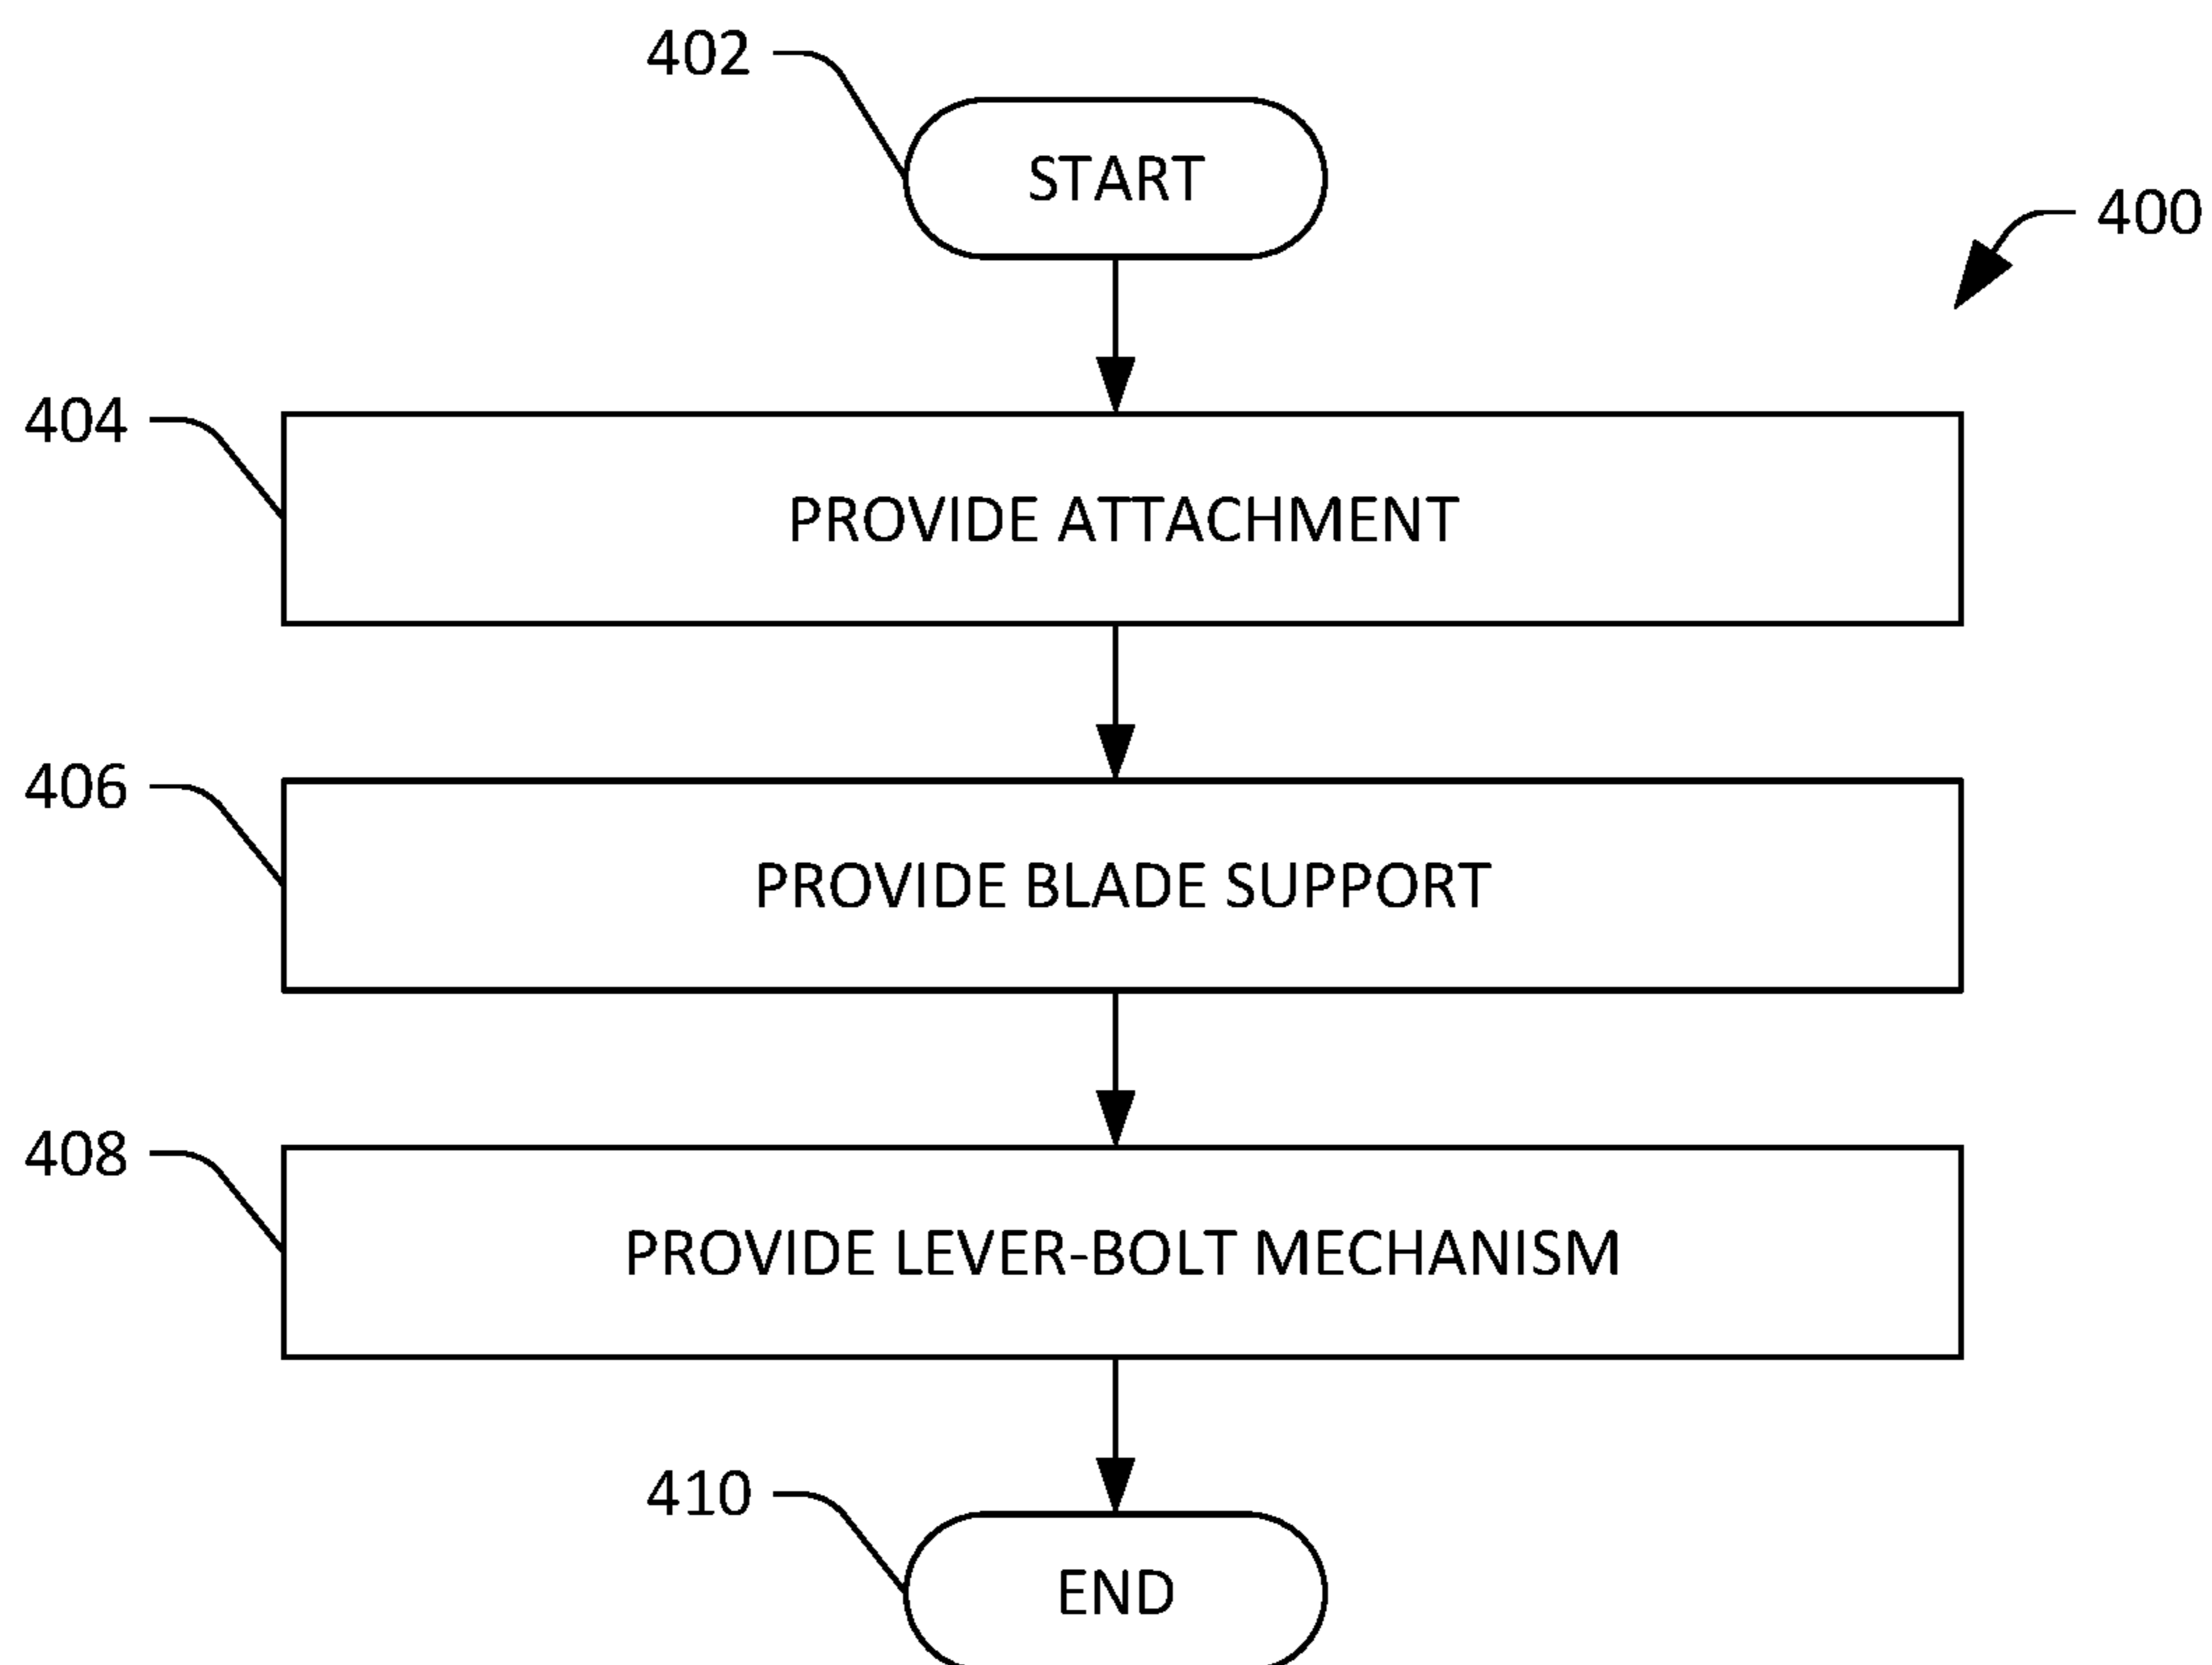 402
START
400
404
PROVIDE ATTACHMENT
406
PROVIDE BLADE SUPPORT
408
PROVIDE LEVER-BOLT MECHANISM
410
END